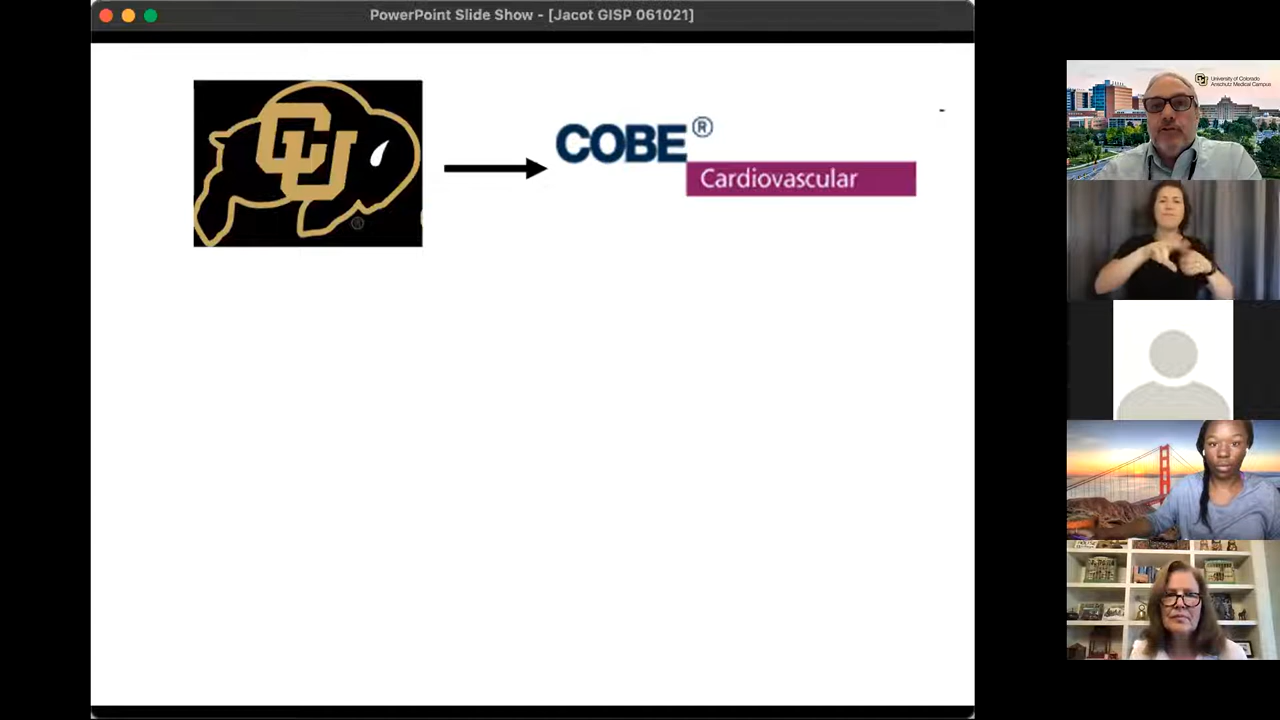 PowerPoint Slide Show - [Jacot GISP 061021]
CU
®
COBE®
Cardiovascular
University of Colorado
Anschutz Medical Campus